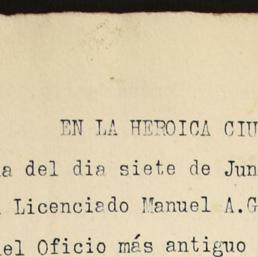 EN LA HEROICA CIU
a del dia siete de Jun
Licenciado Manuel A.G
el Oficio más antiguo